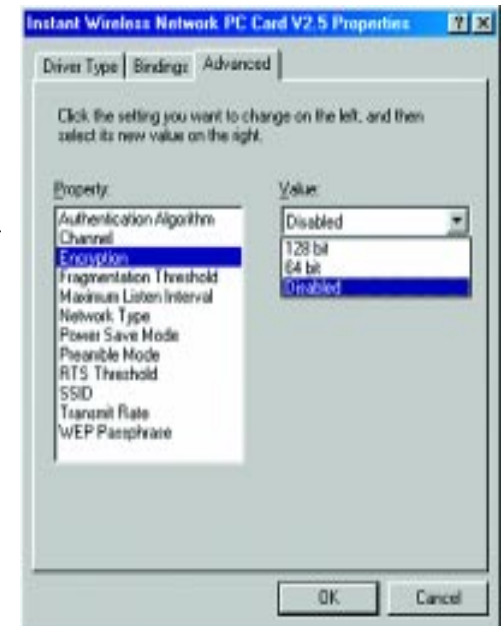 Instant Wireless Network PC Card V2.5 Properties
Driver Type Bindings Advanced
Click the setting you want to change on the left, and then
select its new value on the right.
Property:
Authentication Algorithm
Channel
Encryption
Fragmentation Threshold
Maximum Listen Interval
Network Type
Power Save Mode
Preamble Mode
RTS Threshold
SSID
Transmit Rate
WEP Passphrase
Value:
Disabled
128 bit
64 bit
Disabled
OK Cancel